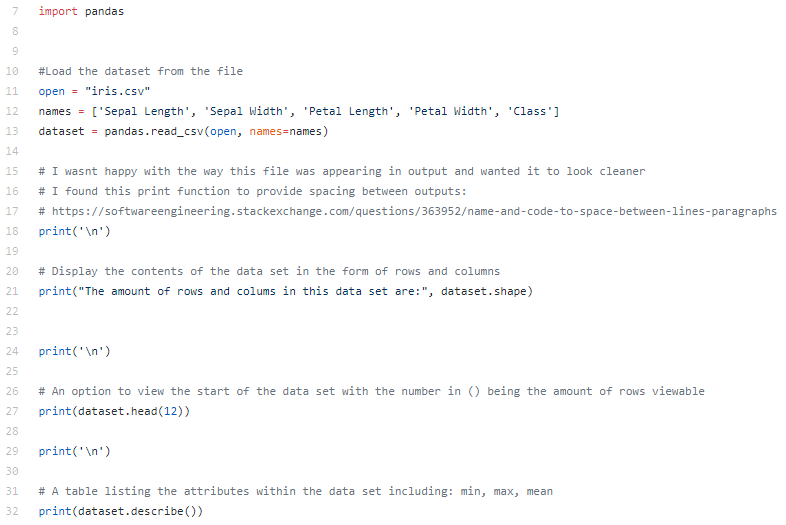 7 import pandas
8
9
10 #Load the dataset from the file
11 open = "iris.csv"
12 names = ['Sepal Length', 'Sepal Width', 'Petal Length', 'Petal Width', 'Class']
13 dataset = pandas.read_csv(open, names=names)
14
15 # I wasnt happy with the way this file was appearing in output and wanted it to look cleaner
16 # I found this print function to provide spacing between outputs:
17 # https://softwareengineering.stackexchange.com/questions/363952/name-and-code-to-space-between-lines-paragraphs
18 print('\n')
19
20 # Display the contents of the data set in the form of rows and columns
21 print("The amount of rows and colums in this data set are:", dataset.shape)
22
23
24 print('\n')
25
26 # An option to view the start of the data set with the number in () being the amount of rows viewable
27 print(dataset.head(12))
28
29 print('\n')
30
31 # A table listing the attributes within the data set including: min, max, mean
32 print(dataset.describe())